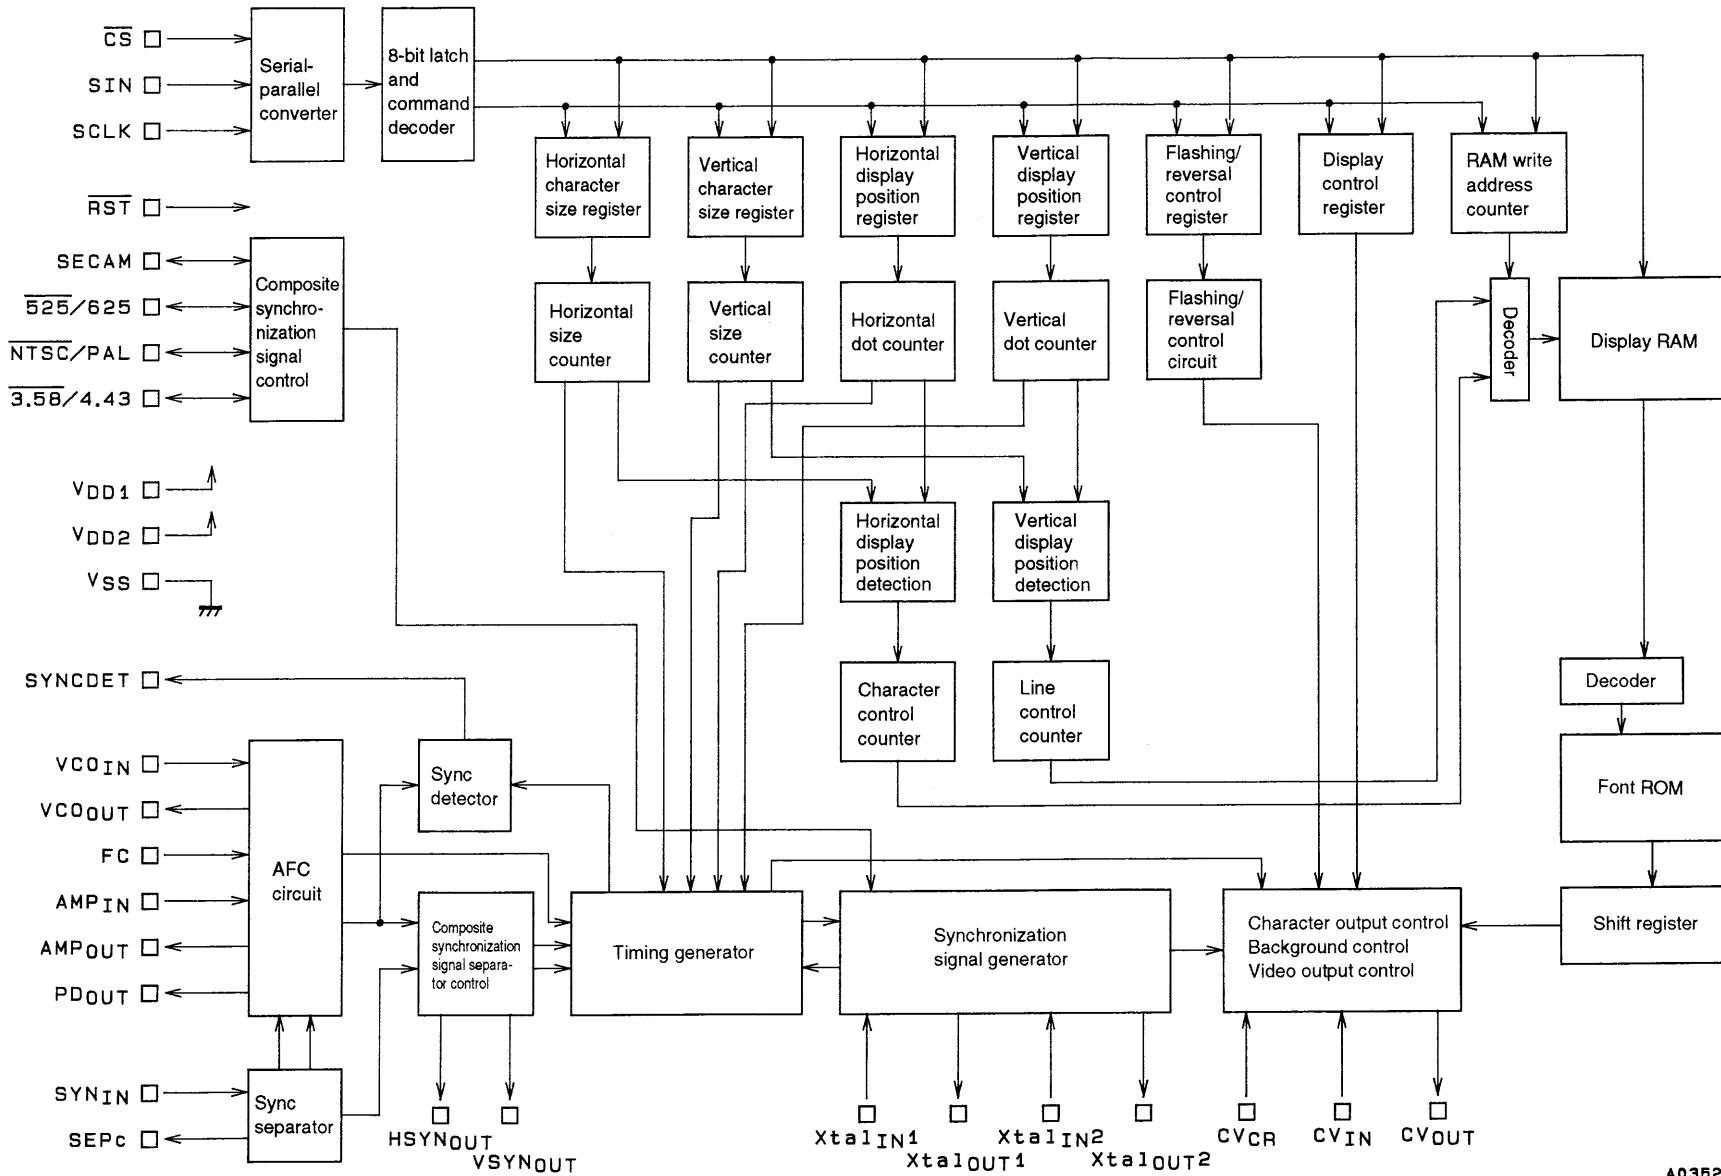 CS
SIN
SCLK
Serial-
parallel
converter
8-bit latch
and
command
decoder
RST
SECAM
525/625
NTSC/PAL
3.58/4.43
Composite
synchro-
nization
signal
control
Horizontal
character
size register
Vertical
character
size register
Horizontal
display
position
register
Vertical
display
position
register
Flashing/
reversal
control
register
Display
control
register
RAM write
address
counter
Horizontal
size
counter
Vertical
size
counter
Horizontal
dot counter
Vertical
dot counter
Flashing/
reversal
control
circuit
Decoder
Display RAM
VDD1
VDD2
VSS
Horizontal
display
position
detection
Vertical
display
position
detection
SYNCDET
Character
control
counter
Line
control
counter
Decoder
VCOIN
VCOOUT
FC
AMPIN
AMPOUT
PDOUT
AFC
circuit
Sync
detector
Font ROM
Composite
synchronization
signal separa-
tor control
Timing generator
Synchronization
signal generator
Character output control
Background control
Video output control
Shift register
SYNIN
SEPC
Sync
separator
HSYNOUT
VSYNOUT
XtalIN1
XtalOUT1
XtalIN2
XtalOUT2
CVCR
CVIN
CVOUT
A0352